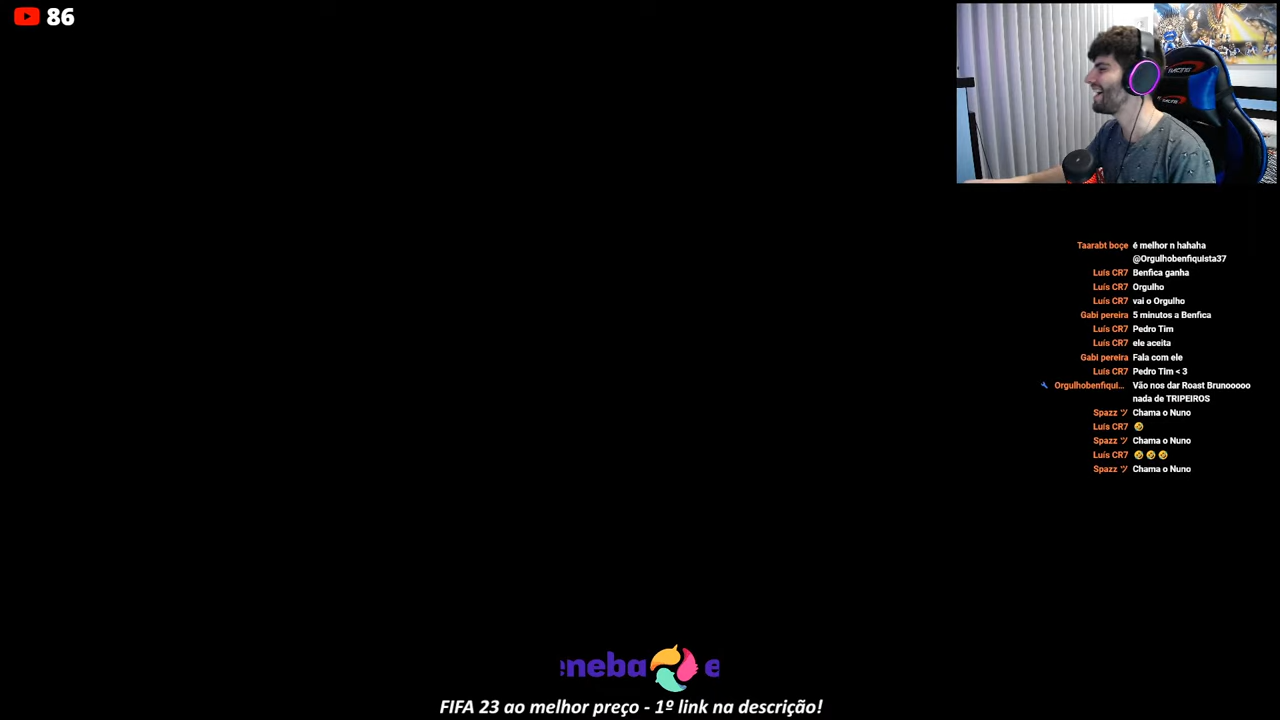 86
Taarabt boçe é melhor n hahaha
@Orgulhobenfiquista37
Luís CR7 Benfica ganha
Luís CR7 Orgulho
Luís CR7 vai o Orgulho
Gabi pereira 5 minutos a Benfica
Luís CR7 Pedro Tim
Luís CR7 ele aceita
Gabi pereira Fala com ele
Luís CR7 Pedro Tim < 3
Orgulhobenfiqui... Vão nos dar Roast Brunooooo
nada de TRIPEIROS
Spazz ツ Chama o Nuno
Luís CR7 🤣
Spazz ツ Chama o Nuno
Luís CR7 🤣 🤣 🤣
Spazz ツ Chama o Nuno
eneba e
FIFA 23 ao melhor preço - 1º link na descrição!